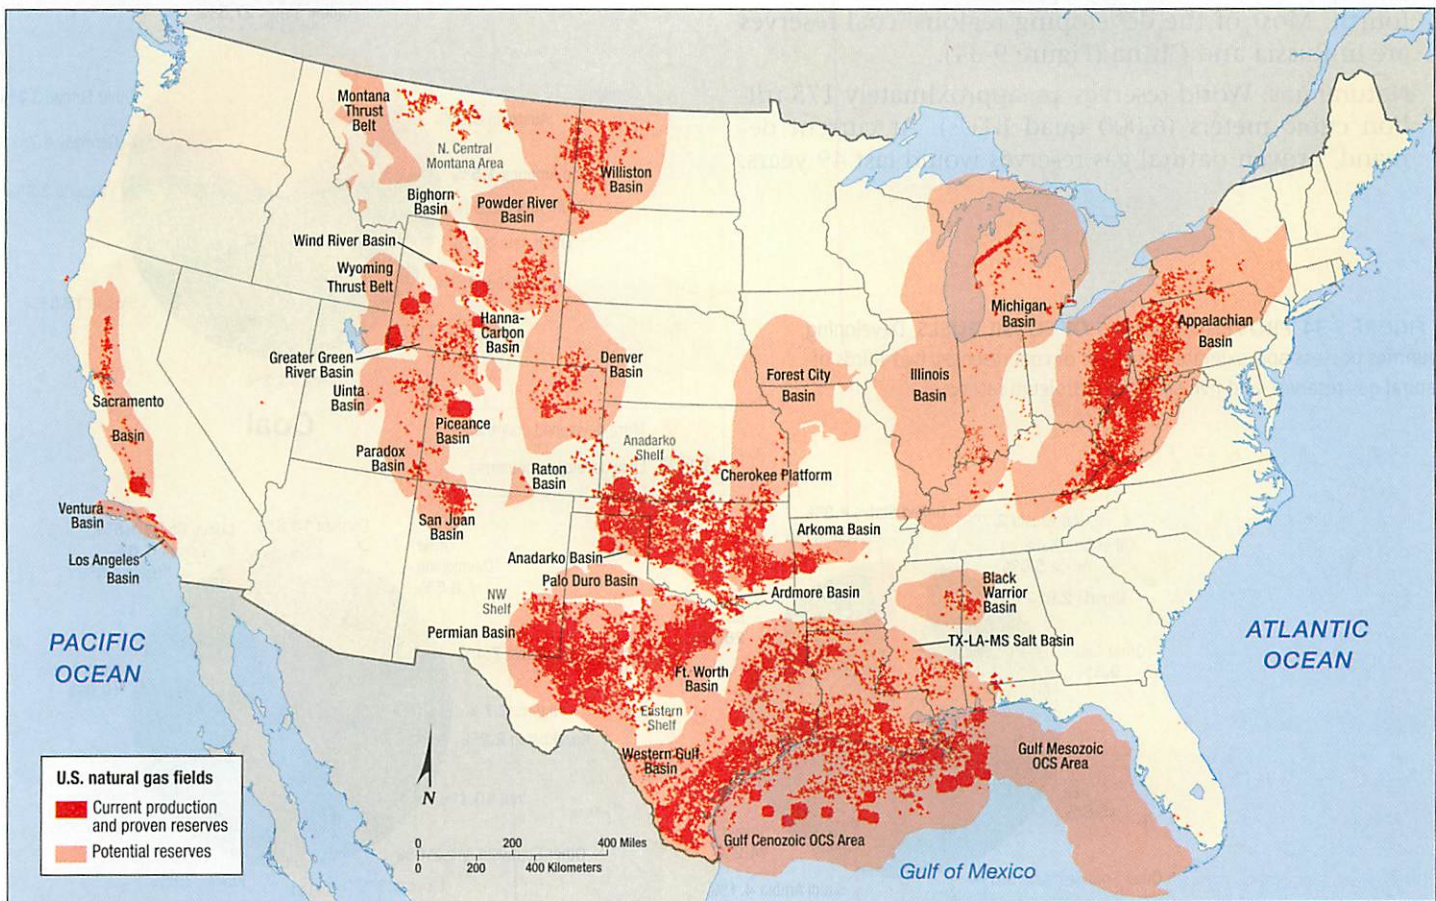 Montana
Thrust
Belt
N. Central
Montana Area
Williston
Basin
Bighorn
Basin
Powder River
Basin
Wind River Basin
Wyoming
Thrust Belt
Hanna-
Carbon
Basin
Greater Green
River Basin
Uinta
Basin
Denver
Basin
Michigan
Basin
Appalachian
Basin
Forest City
Basin
Illinois
Basin
Sacramento
Basin
Piceance
Basin
Paradox
Basin
Anadarko
Shelf
Raton
Basin
Cherokee Platform
Ventura
Basin
San Juan
Basin
Arkoma Basin
Los Angeles
Basin
Anadarko Basin
Palo Duro Basin
Ardmore Basin
Black
Warrior
Basin
NW
Shelf
Permian Basin
TX-LA-MS Salt Basin
PACIFIC
OCEAN
ATLANTIC
OCEAN
Ft. Worth
Basin
Eastern
Shelf
Western Gulf
Basin
Gulf Mesozoic
OCS Area
Gulf Cenozoic OCS Area
Gulf of Mexico
U.S. natural gas fields
Current production
and proven reserves
Potential reserves
N
0 200 400 Miles
0 200 400 Kilometers